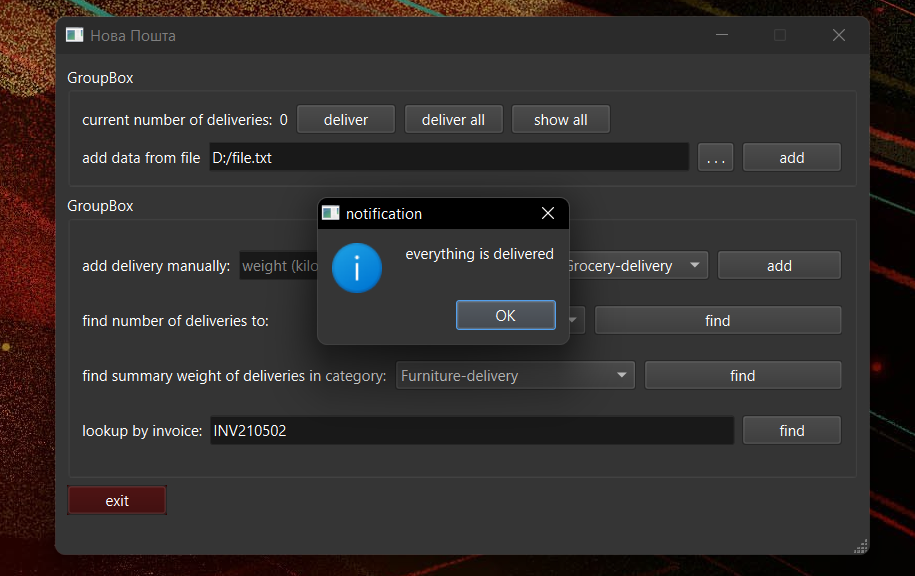 Нова Пошта
GroupBox
current number of deliveries: 0 deliver deliver all show all
add data from file D:/file.txt ... add
GroupBox
notification
everything is delivered
OK
add delivery manually: weight Grocery-delivery add
find number of deliveries to: find
find summary weight of deliveries in category: Furniture-delivery find
lookup by invoice: INV210502 find
exit